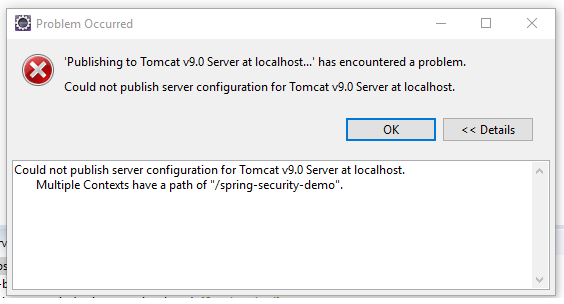 Problem Occurred
'Publishing to Tomcat v9.0 Server at localhost...' has encountered a problem.
Could not publish server configuration for Tomcat v9.0 Server at localhost.
OK
<< Details
Could not publish server configuration for Tomcat v9.0 Server at localhost.
Multiple Contexts have a path of "/spring-security-demo".